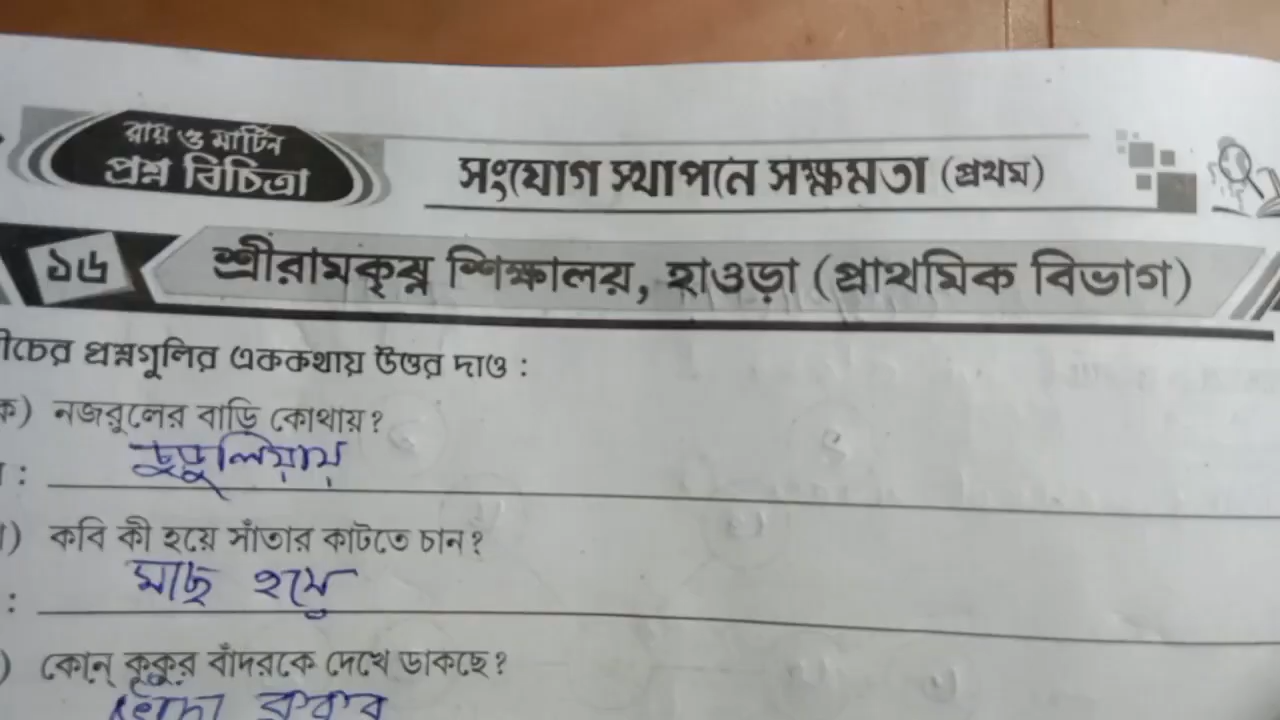 রায় ও মার্টিন
প্রশ্ন বিচিত্রা
সংযোগ স্থাপনে সক্ষমতা (প্রথম)
১৬
শ্রীরামকৃষ্ণ শিক্ষালয়, হাওড়া (প্রাথমিক বিভাগ)
প্রশ্নগুলির এককথায় উত্তর দাও :
ক) নজরুলের বাড়ি কোথায়?
চুড়ুলিয়ায়
কবি কী হয়ে সাঁতার কাটতে চান?
মাছ হয়ে
কোন্ কুকুর বাঁদরকে দেখে ডাকছে?